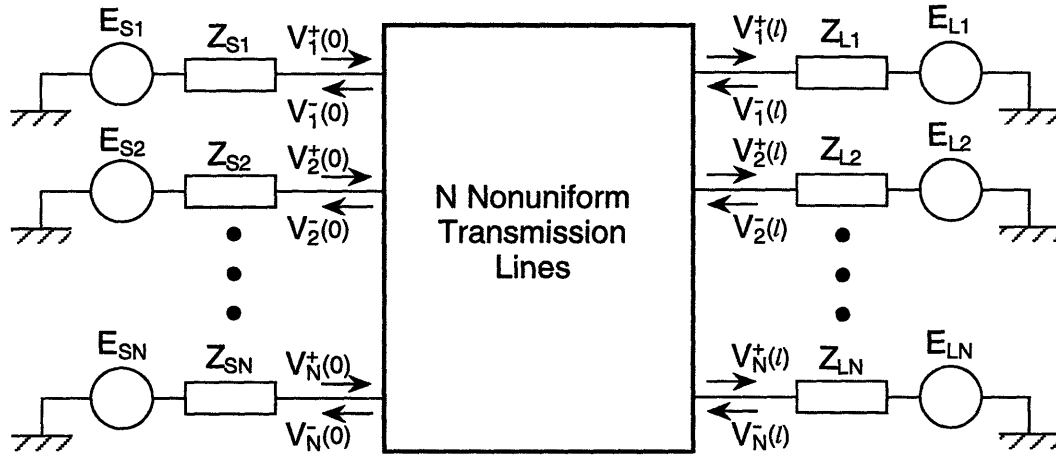 E_S1 Z_S1 V_1^+(0) V_1^+(l) Z_L1 E_L1
V_1^-(0) V_1^-(l)
E_S2 Z_S2 V_2^+(0) V_2^+(l) Z_L2 E_L2
V_2^-(0) V_2^-(l)
N Nonuniform
Transmission
Lines
E_SN Z_SN V_N^+(0) V_N^+(l) Z_LN E_LN
V_N^-(0) V_N^-(l)